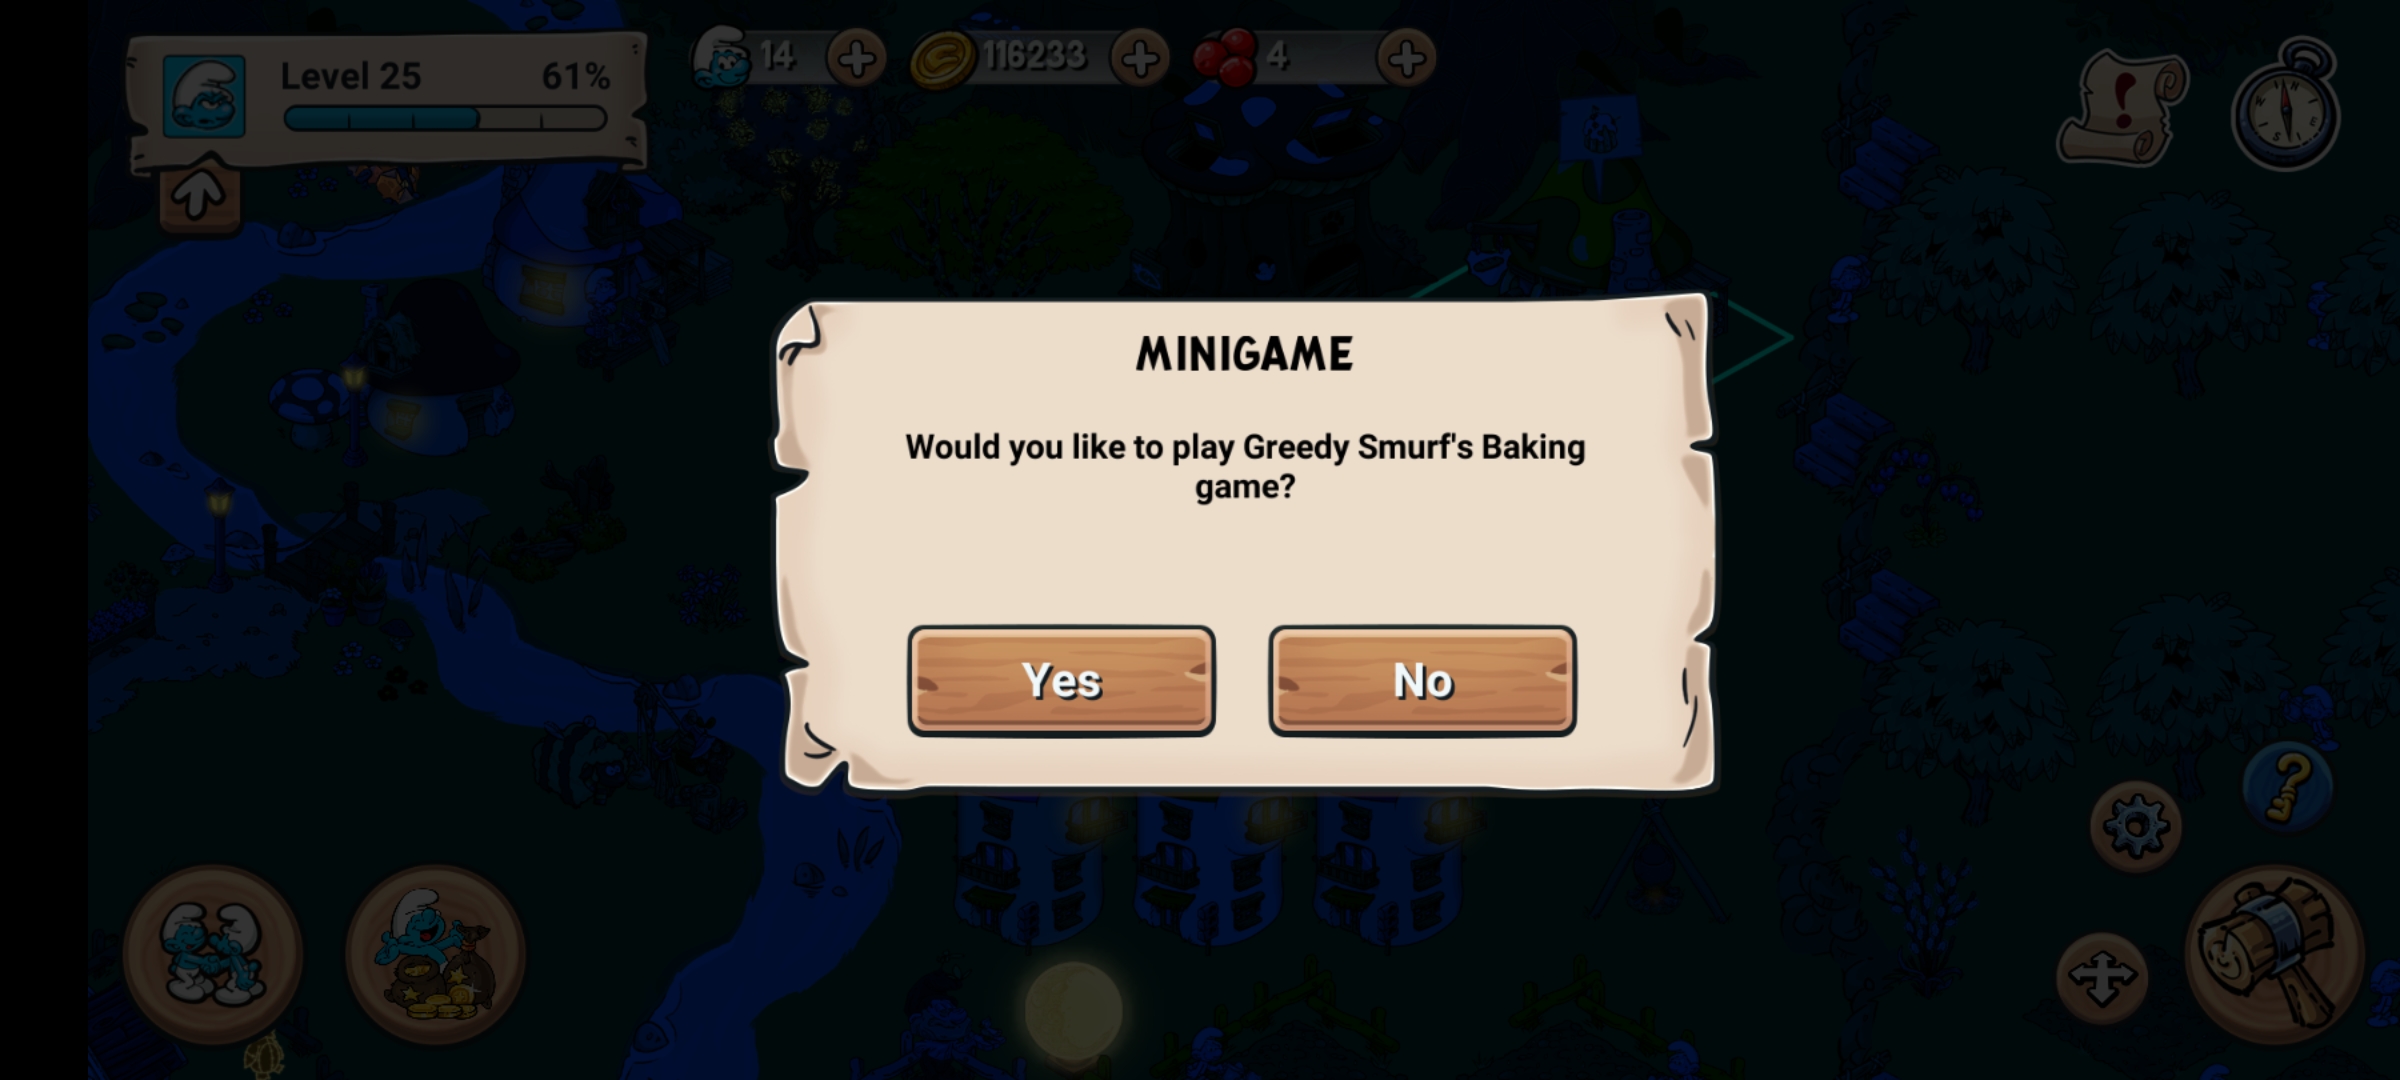 Level 25 61%
14
116233
4
MINIGAME
Would you like to play Greedy Smurf's Baking
game?
Yes No